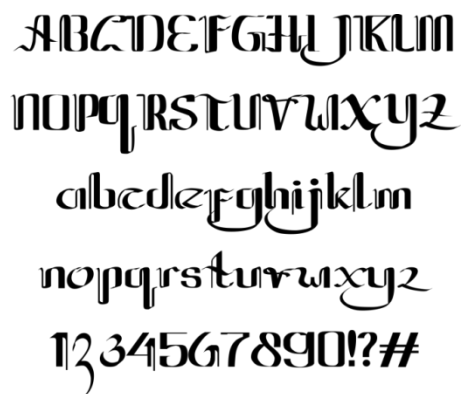 ABCDEFGHIJKLM
NOPQRSTUVWXYZ
abcdefghijklm
nopqrstuvwxyz
1234567890!?#